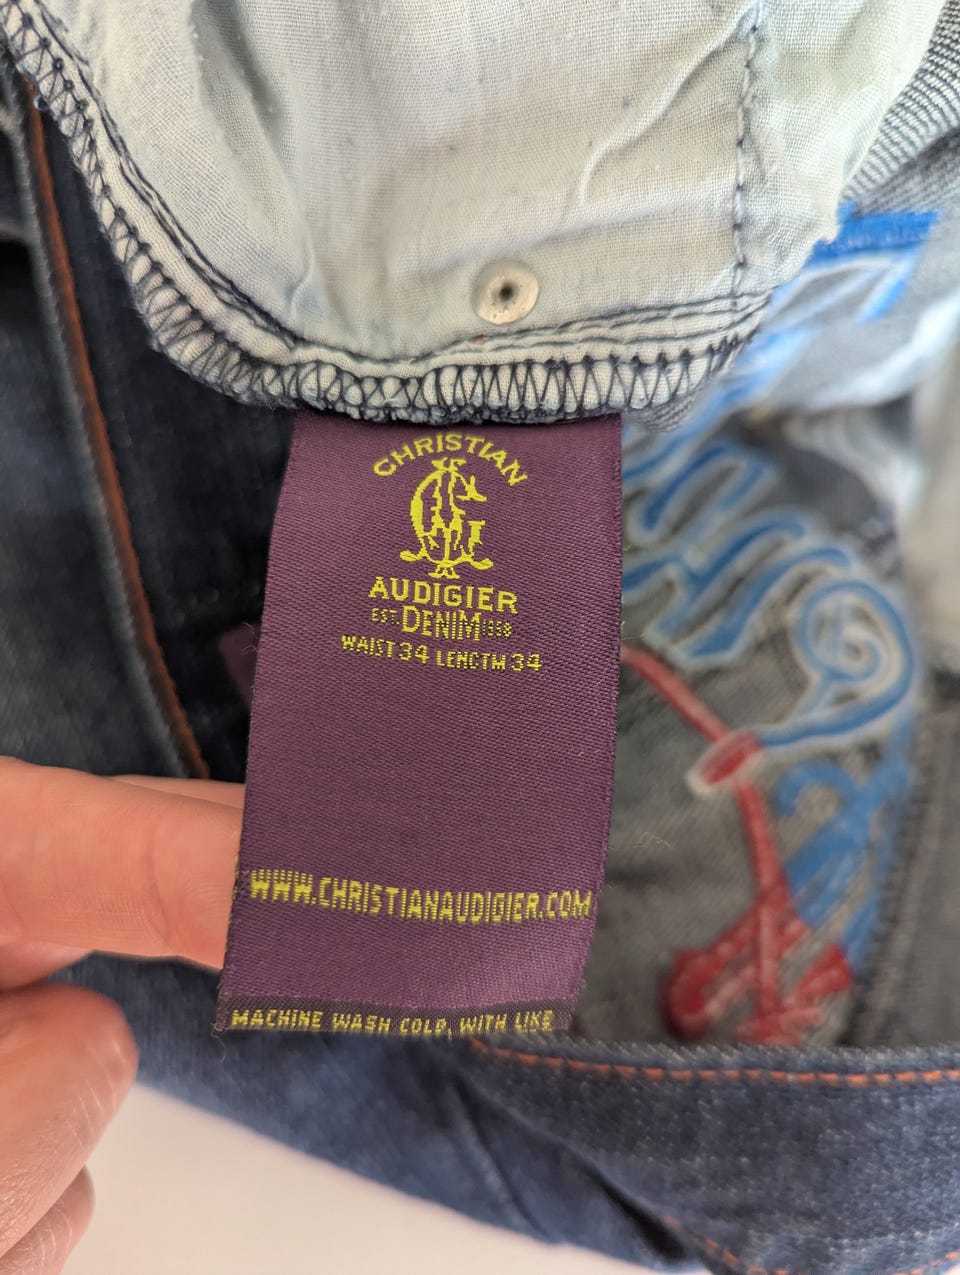 CHRISTIAN
AUDIGIER
EST. DENIM 1958
WAIST 34 LENGTH 34
WWW.CHRISTIANAUDIGIER.COM
MACHINE WASH COLD, WITH LIKE